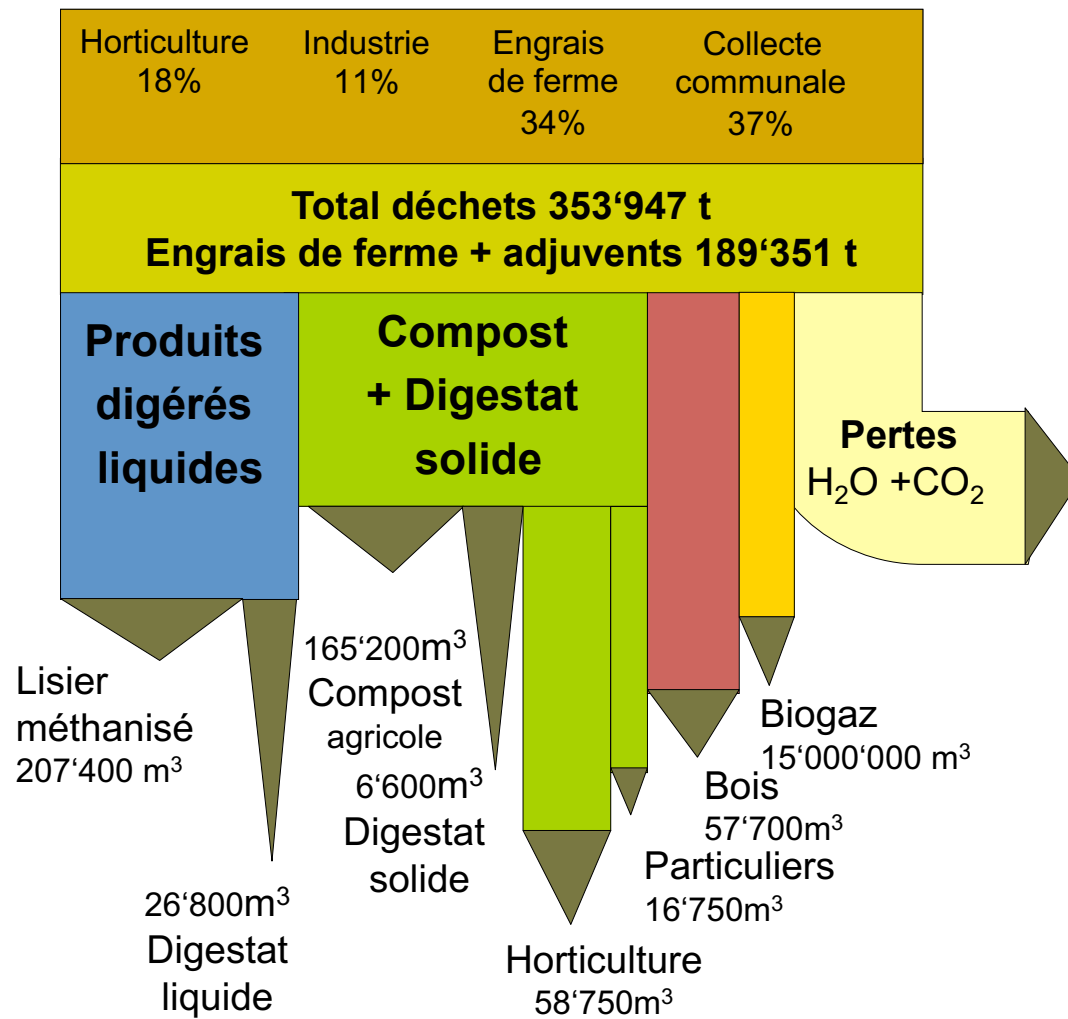 Horticulture
18%
Industrie
11%
Engrais
de ferme
34%
Collecte
communale
37%
Total déchets 353‘947 t
Engrais de ferme + adjuvents 189‘351 t
Produits
digérés
liquides
Compost
+ Digestat
solide
Pertes
H₂O +CO₂
Lisier
méthanisé
207‘400 m³
26‘800m³
Digestat
liquide
165‘200m³
Compost
agricole
6‘600m³
Digestat
solide
Horticulture
58‘750m³
Particuliers
16‘750m³
Bois
57‘700m³
Biogaz
15‘000‘000 m³